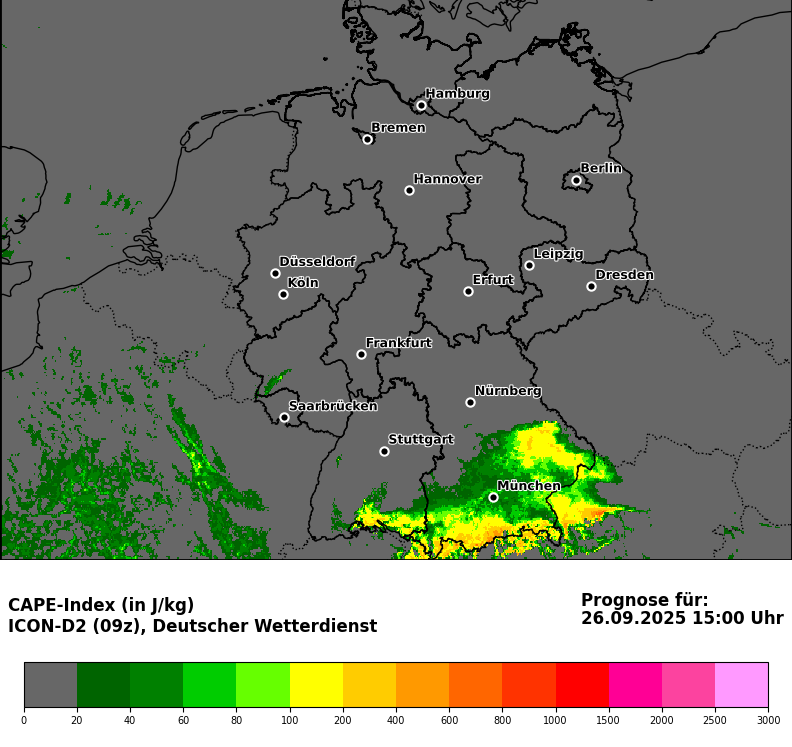 Hamburg
Bremen
Berlin
Hannover
Leipzig
Düsseldorf
Dresden
Köln
Erfurt
Frankfurt
Nürnberg
Saarbrücken
Stuttgart
München
CAPE-Index (in J/kg)
ICON-D2 (09z), Deutscher Wetterdienst
Prognose für:
26.09.2025 15:00 Uhr
0 20 40 60 80 100 200 400 600 800 1000 1500 2000 2500 3000